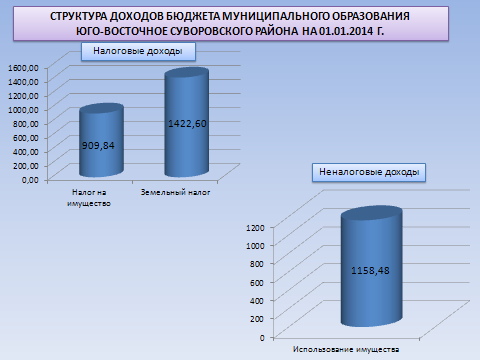 СТРУКТУРА ДОХОДОВ БЮДЖЕТА МУНИЦИПАЛЬНОГО ОБРАЗОВАНИЯ
ЮГО-ВОСТОЧНОЕ СУВОРОВСКОГО РАЙОНА НА 01.01.2014 Г.
Налоговые доходы
1600,00
1400,00
1200,00
1000,00
800,00
600,00
400,00
200,00
0,00
909,84
1422,60
Налог на
имущество
Земельный налог
Неналоговые доходы
1200
1000
800
600
400
200
0
1158,48
Использование имущества